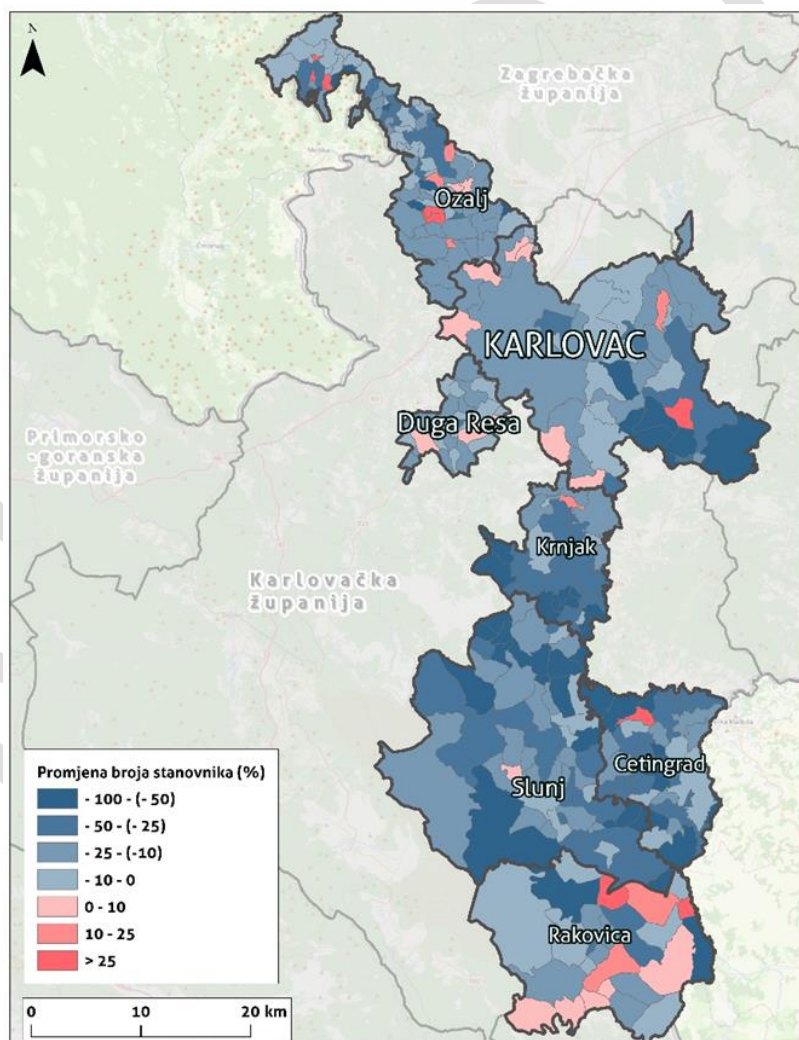 N
Zagrebačka
županija
Ozalj
KARLOVAC
Duga Resa
Primorsko
-goranska
županija
Krnjak
Karlovačka
županija
Cetingrad
Slunj
Rakovica
Promjena broja stanovnika (%)
- 100 - (- 50)
- 50 - (- 25)
- 25 - (-10)
- 10 - 0
0 - 10
10 - 25
> 25
0 10 20 km